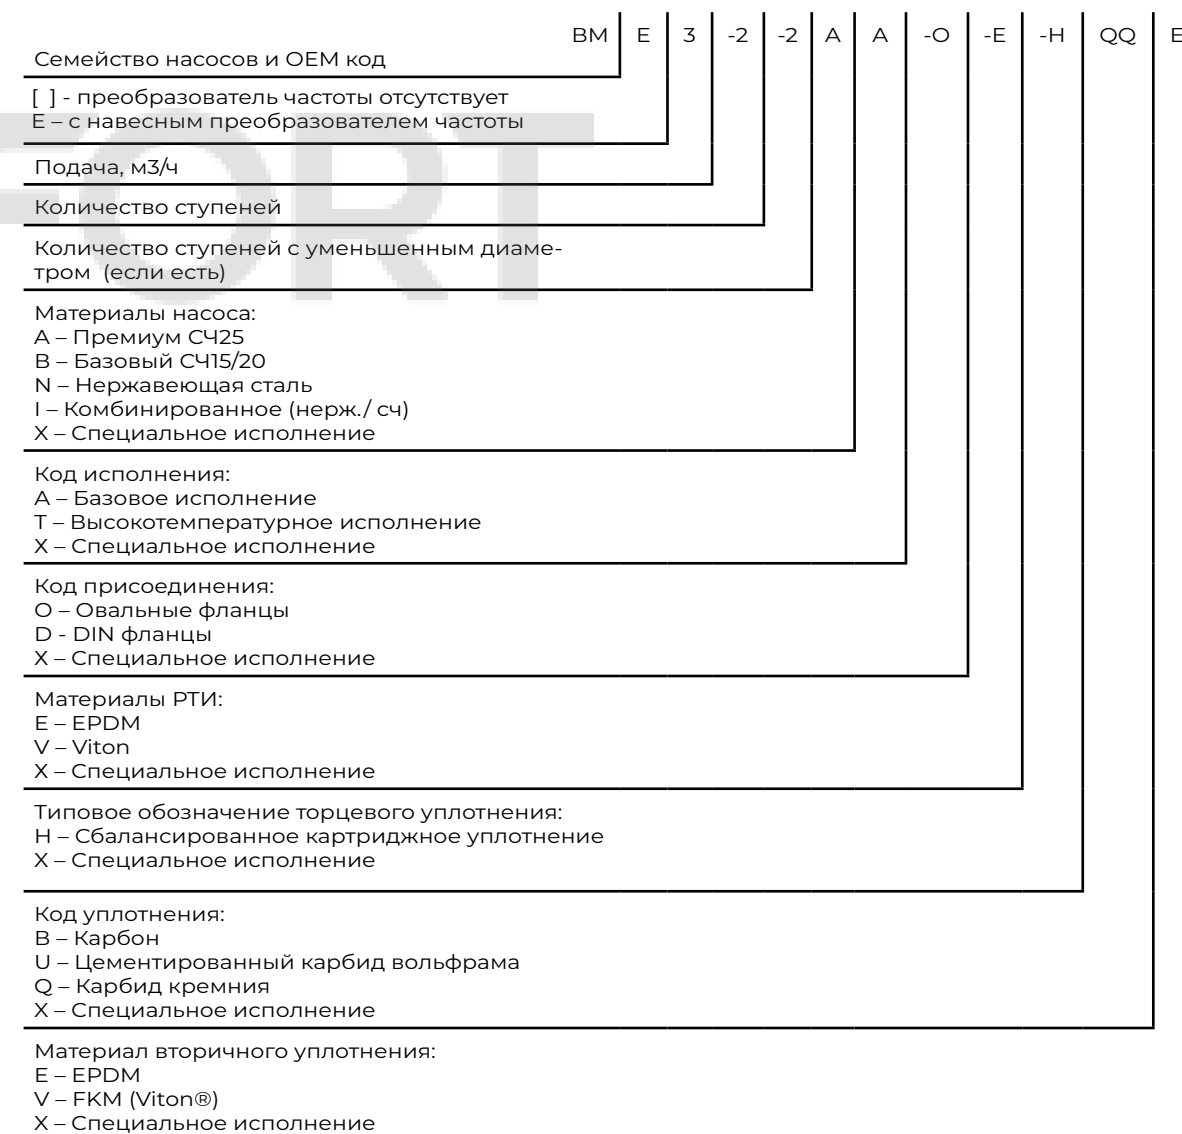 BM E 3 -2 -2 A A -O -E -H QQ E
Семейство насосов и OEM код
[ ] - преобразователь частоты отсутствует
E – с навесным преобразователем частоты
Подача, м3/ч
Количество ступеней
Количество ступеней с уменьшенным диаме-
тром (если есть)
Материалы насоса:
A – Премиум СЧ25
B – Базовый СЧ15/20
N – Нержавеющая сталь
I – Комбинированное (нерж./ сч)
X – Специальное исполнение
Код исполнения:
A – Базовое исполнение
T – Высокотемпературное исполнение
X – Специальное исполнение
Код присоединения:
O – Овальные фланцы
D - DIN фланцы
X – Специальное исполнение
Материалы РТИ:
E – EPDM
V – Viton
X – Специальное исполнение
Типовое обозначение торцевого уплотнения:
H – Сбалансированное картриджное уплотнение
X – Специальное исполнение
Код уплотнения:
B – Карбон
U – Цементированный карбид вольфрама
Q – Карбид кремния
X – Специальное исполнение
Материал вторичного уплотнения:
E – EPDM
V – FKM (Viton®)
X – Специальное исполнение
FORT